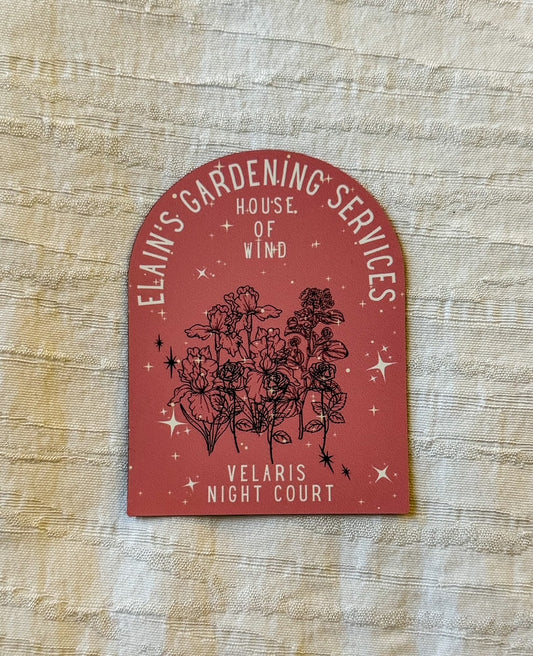 ELAIN'S GARDENING SERVICES
HOUSE
OF
WIND
VELARIS
NIGHT COURT